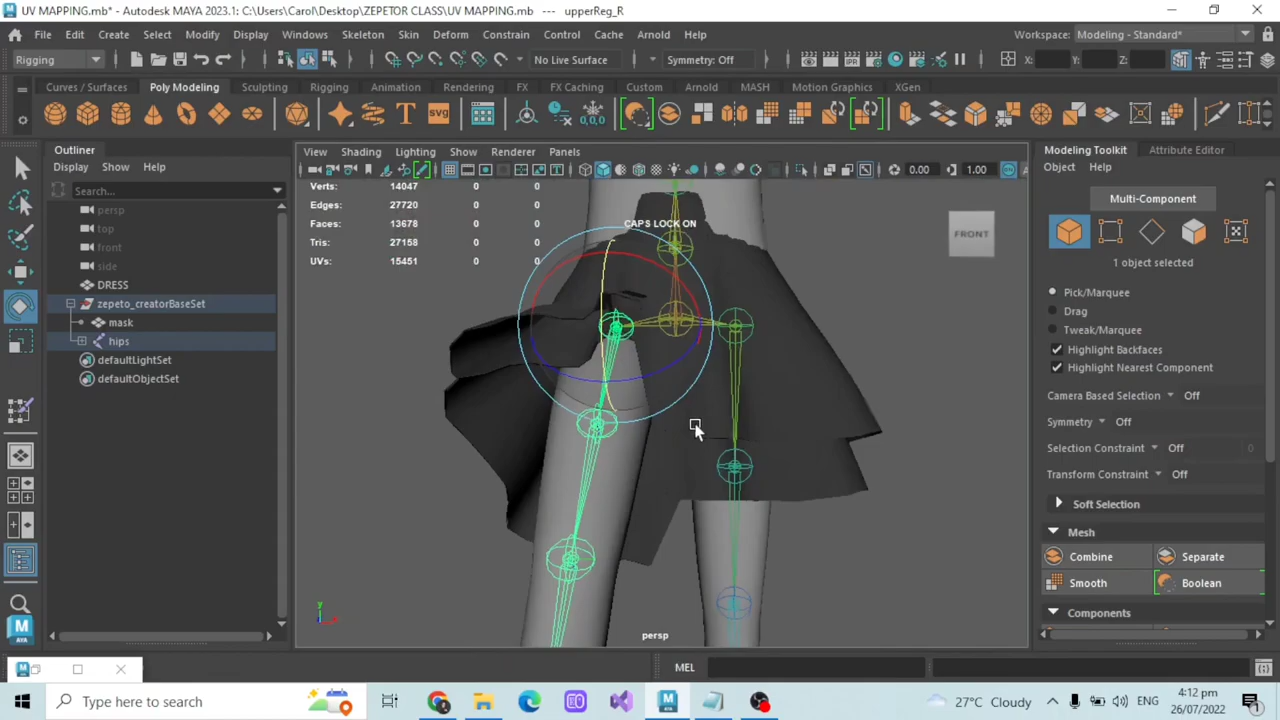 UV MAPPING.mb* - Autodesk MAYA 2023.1: C:\Users\Carol\Desktop\ZEPETOR CLASS\UV MAPPING.mb   ---   upperReg_R
File Edit Create Select Modify Display Windows Skeleton Skin Deform Constrain Control Cache Arnold Help
Workspace: Modeling - Standard*
Rigging
No Live Surface
Symmetry: Off
X:
Y:
Z:
Curves / Surfaces Poly Modeling Sculpting Rigging Animation Rendering FX FX Caching Custom Arnold MASH Motion Graphics XGen
SVG
0,0,0
Outliner
Display Show Help
Search...
persp
top
front
side
DRESS
zepeto_creatorBaseSet
mask
hips
defaultLightSet
defaultObjectSet
View Shading Lighting Show Renderer Panels
0.00
1.00
Verts: 14047 0 0
Edges: 27720 0 0
Faces: 13678 0 0
Tris: 27158 0 0
UVs: 15451 0 0
CAPS LOCK ON
FRONT
y
persp
Modeling Toolkit Attribute Editor
Object Help
Multi-Component
1 object selected
Pick/Marquee
Drag
Tweak/Marquee
Highlight Backfaces
Highlight Nearest Component
Camera Based Selection Off
Symmetry Off
Selection Constraint Off 0
Transform Constraint Off
Soft Selection
Mesh
Combine Separate
Smooth Boolean
Components
MEL
Type here to search
27°C Cloudy
ENG
4:12 pm
26/07/2022